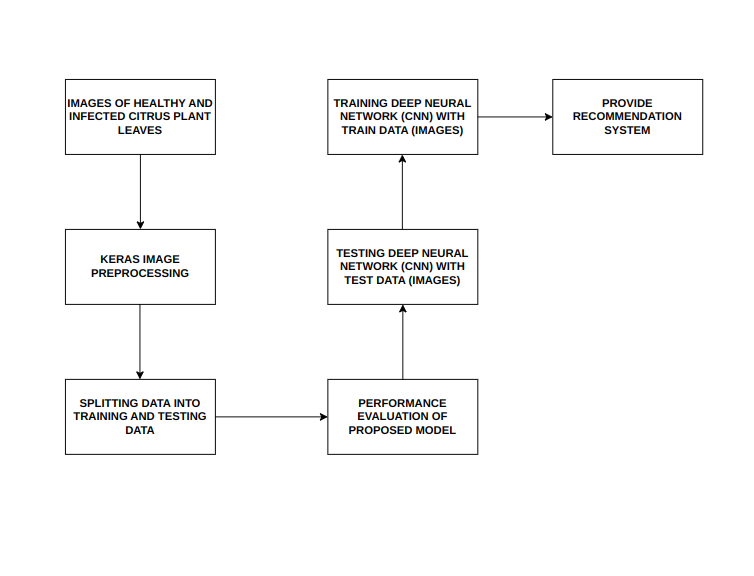 IMAGES OF HEALTHY AND
INFECTED CITRUS PLANT
LEAVES
KERAS IMAGE
PREPROCESSING
SPLITTING DATA INTO
TRAINING AND TESTING
DATA
PERFORMANCE
EVALUATION OF
PROPOSED MODEL
TESTING DEEP NEURAL
NETWORK (CNN) WITH
TEST DATA (IMAGES)
TRAINING DEEP NEURAL
NETWORK (CNN) WITH
TRAIN DATA (IMAGES)
PROVIDE
RECOMMENDATION
SYSTEM